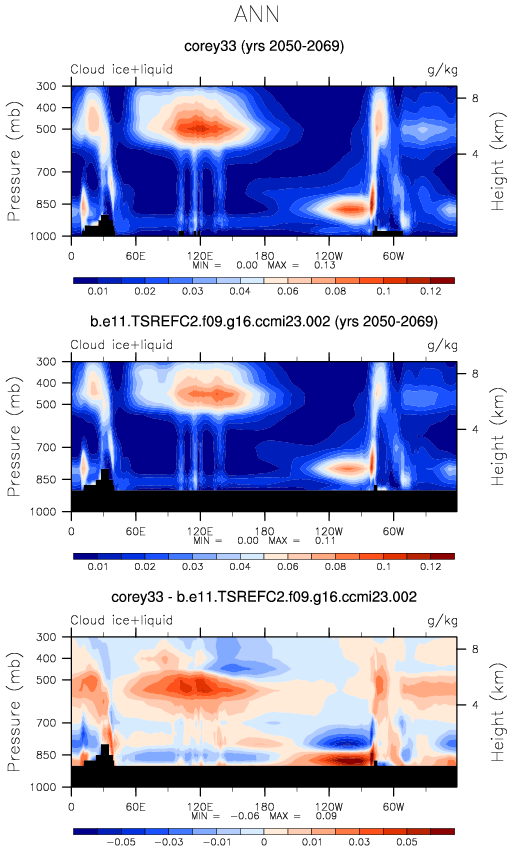 ANN
corey33 (yrs 2050-2069)
Cloud ice+liquid g/kg
300
400
500
700
850
1000
Pressure (mb)
8
4
Height (km)
0 60E 120E 180 120W 60W
MIN = 0.00 MAX = 0.13
0.01 0.02 0.04 0.06 0.08 0.1 0.12
b.e11.TSREFC2.f09.g16.ccmi23.002 (yrs 2050-2069)
Cloud ice+liquid g/kg
300
400
500
700
850
1000
Pressure (mb)
8
4
Height (km)
0 60E 120E 180 120W 60W
MIN = 0.00 MAX = 0.11
0.01 0.02 0.04 0.06 0.08 0.1 0.12
corey33 - b.e11.TSREFC2.f09.g16.ccmi23.002
Cloud ice+liquid g/kg
300
400
500
700
850
1000
Pressure (mb)
8
4
Height (km)
0 60E 120E 180 120W 60W
MIN = -0.06 MAX = 0.09
-0.05 -0.03 -0.01 0 0.01 0.03 0.05